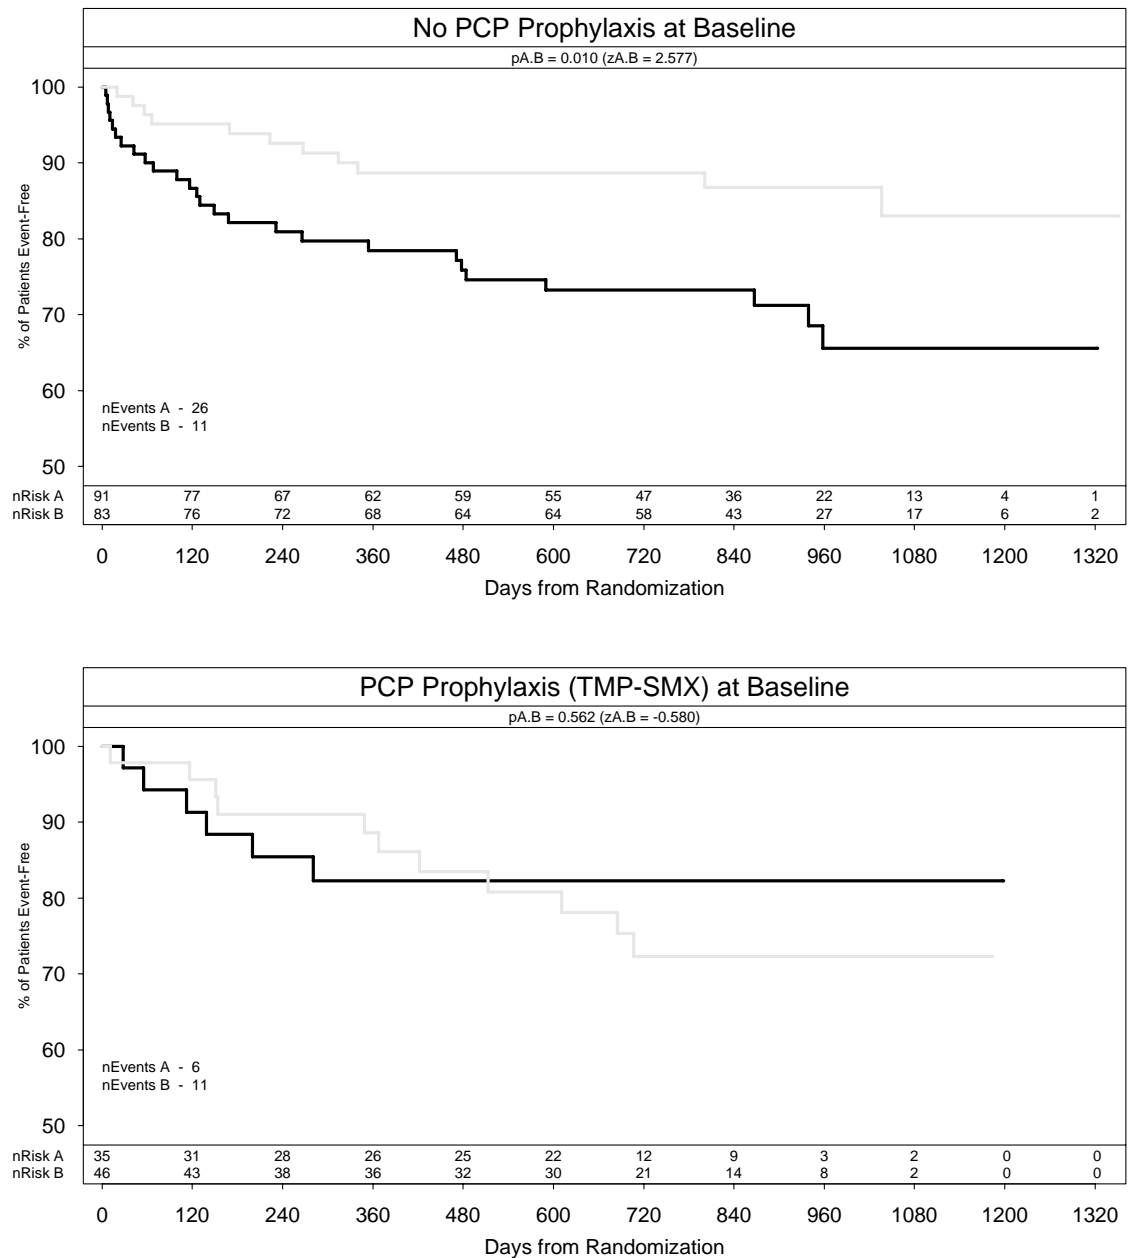 No PCP Prophylaxis at Baseline
pA.B = 0.010 (zA.B = 2.577)
% of Patients Event-Free
100
90
80
70
60
50
nEvents A - 26
nEvents B - 11
nRisk A 91 77 67 62 59 55 47 36 22 13 4 1
nRisk B 83 76 72 68 64 64 58 43 27 17 6 2
0 120 240 360 480 600 720 840 960 1080 1200 1320
Days from Randomization
PCP Prophylaxis (TMP-SMX) at Baseline
pA.B = 0.562 (zA.B = -0.580)
% of Patients Event-Free
100
90
80
70
60
50
nEvents A - 6
nEvents B - 11
nRisk A 35 31 28 26 25 22 12 9 3 2 0 0
nRisk B 46 43 38 36 32 30 21 14 8 2 0 0
0 120 240 360 480 600 720 840 960 1080 1200 1320
Days from Randomization